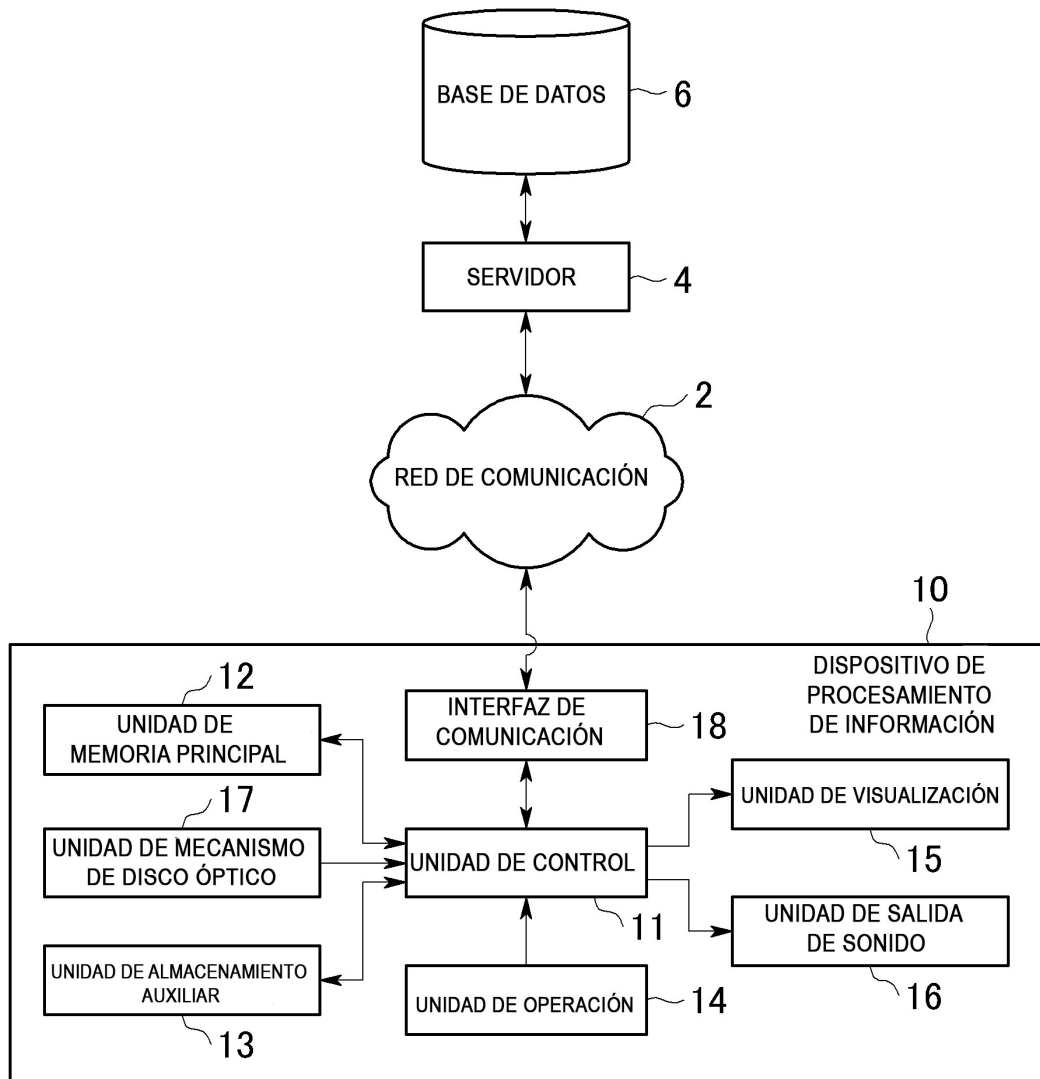 BASE DE DATOS
6
SERVIDOR
4
2
RED DE COMUNICACIÓN
10
DISPOSITIVO DE
PROCESAMIENTO
DE INFORMACIÓN
12
UNIDAD DE
MEMORIA PRINCIPAL
INTERFAZ DE
COMUNICACIÓN
18
17
UNIDAD DE MECANISMO
DE DISCO ÓPTICO
UNIDAD DE CONTROL
11
UNIDAD DE VISUALIZACIÓN
15
UNIDAD DE SALIDA
DE SONIDO
16
UNIDAD DE ALMACENAMIENTO
AUXILIAR
13
UNIDAD DE OPERACIÓN
14